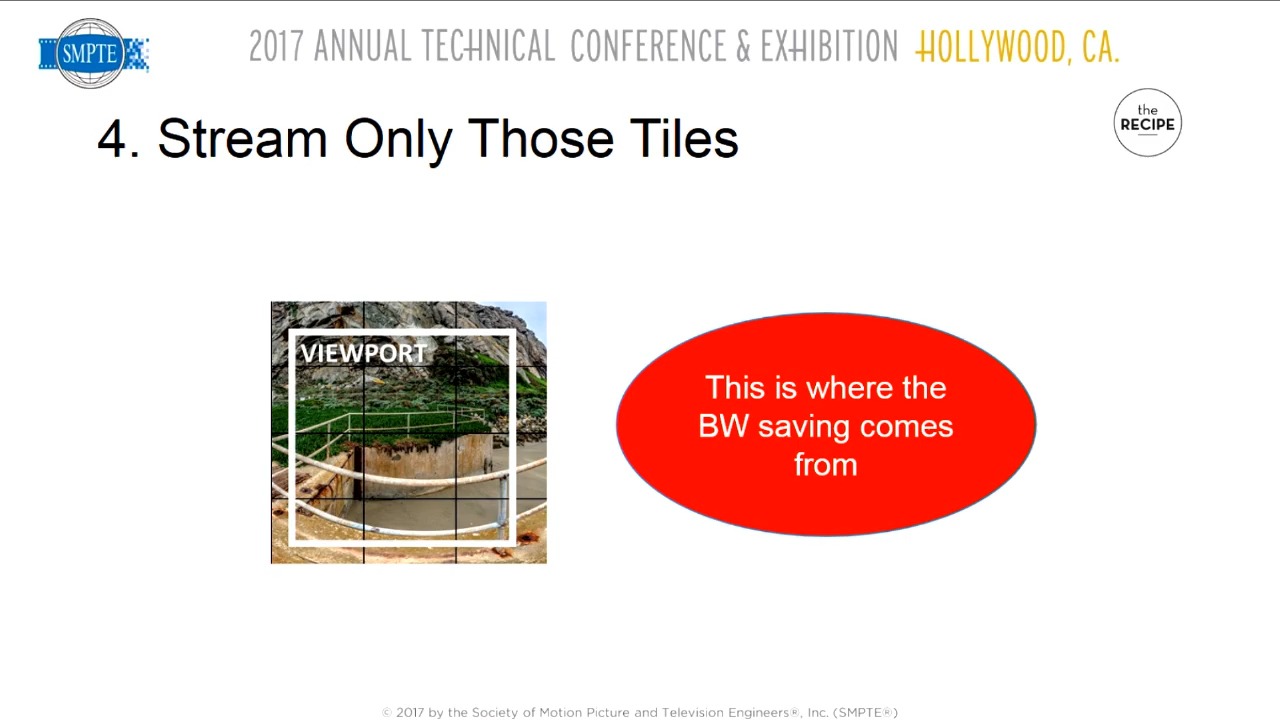 SMPTE
2017 ANNUAL TECHNICAL CONFERENCE & EXHIBITION HOLLYWOOD, CA.
the
RECIPE
4. Stream Only Those Tiles
VIEWPORT
This is where the
BW saving comes
from
© 2017 by the Society of Motion Picture and Television Engineers®, Inc. (SMPTE®)